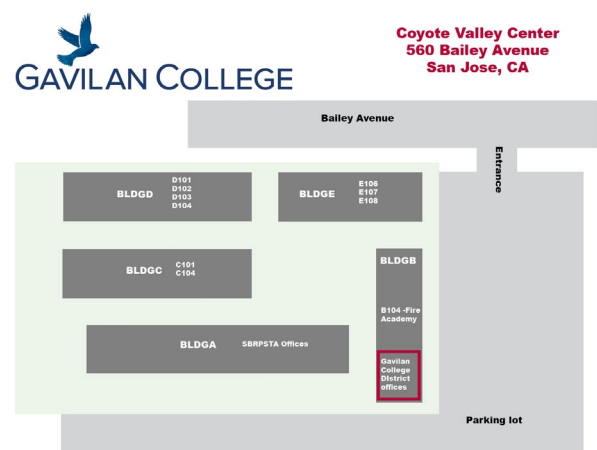 GAVILAN COLLEGE
Coyote Valley Center
560 Bailey Avenue
San Jose, CA
Bailey Avenue
Entrance
BLDGD
D101
D102
D103
D104
BLDGE
E106
E107
E108
BLDGC
C101
C104
BLDGB
B104 -Fire
Academy
BLDGA
SBRPSTA Offices
Gavilan
College
DIstrict
offices
Parking lot